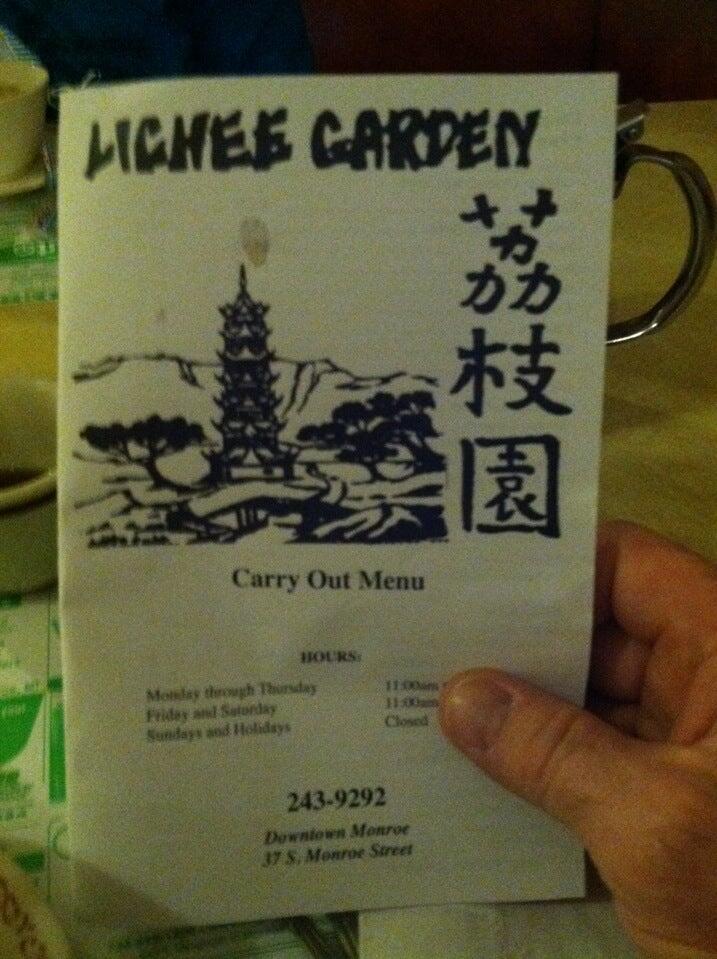 LICHEE GARDEN
荔枝園
Carry Out Menu
HOURS:
Monday through Thursday 11:00am
Friday and Saturday 11:00am
Sundays and Holidays Closed
243-9292
Downtown Monroe
37 S. Monroe Street